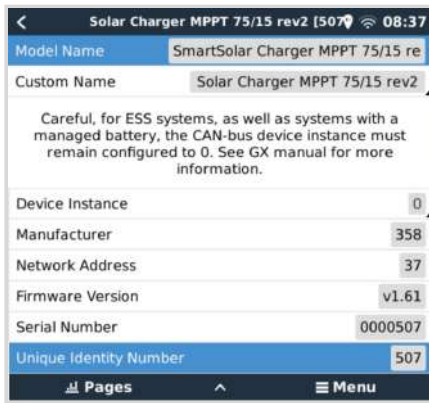 Solar Charger MPPT 75/15 rev2 [507 08:37
Model Name SmartSolar Charger MPPT 75/15 re
Custom Name Solar Charger MPPT 75/15 rev2
Careful, for ESS systems, as well as systems with a
managed battery, the CAN-bus device instance must
remain configured to 0. See GX manual for more
information.
Device Instance 0
Manufacturer 358
Network Address 37
Firmware Version v1.61
Serial Number 0000507
Unique Identity Number 507
Pages Menu